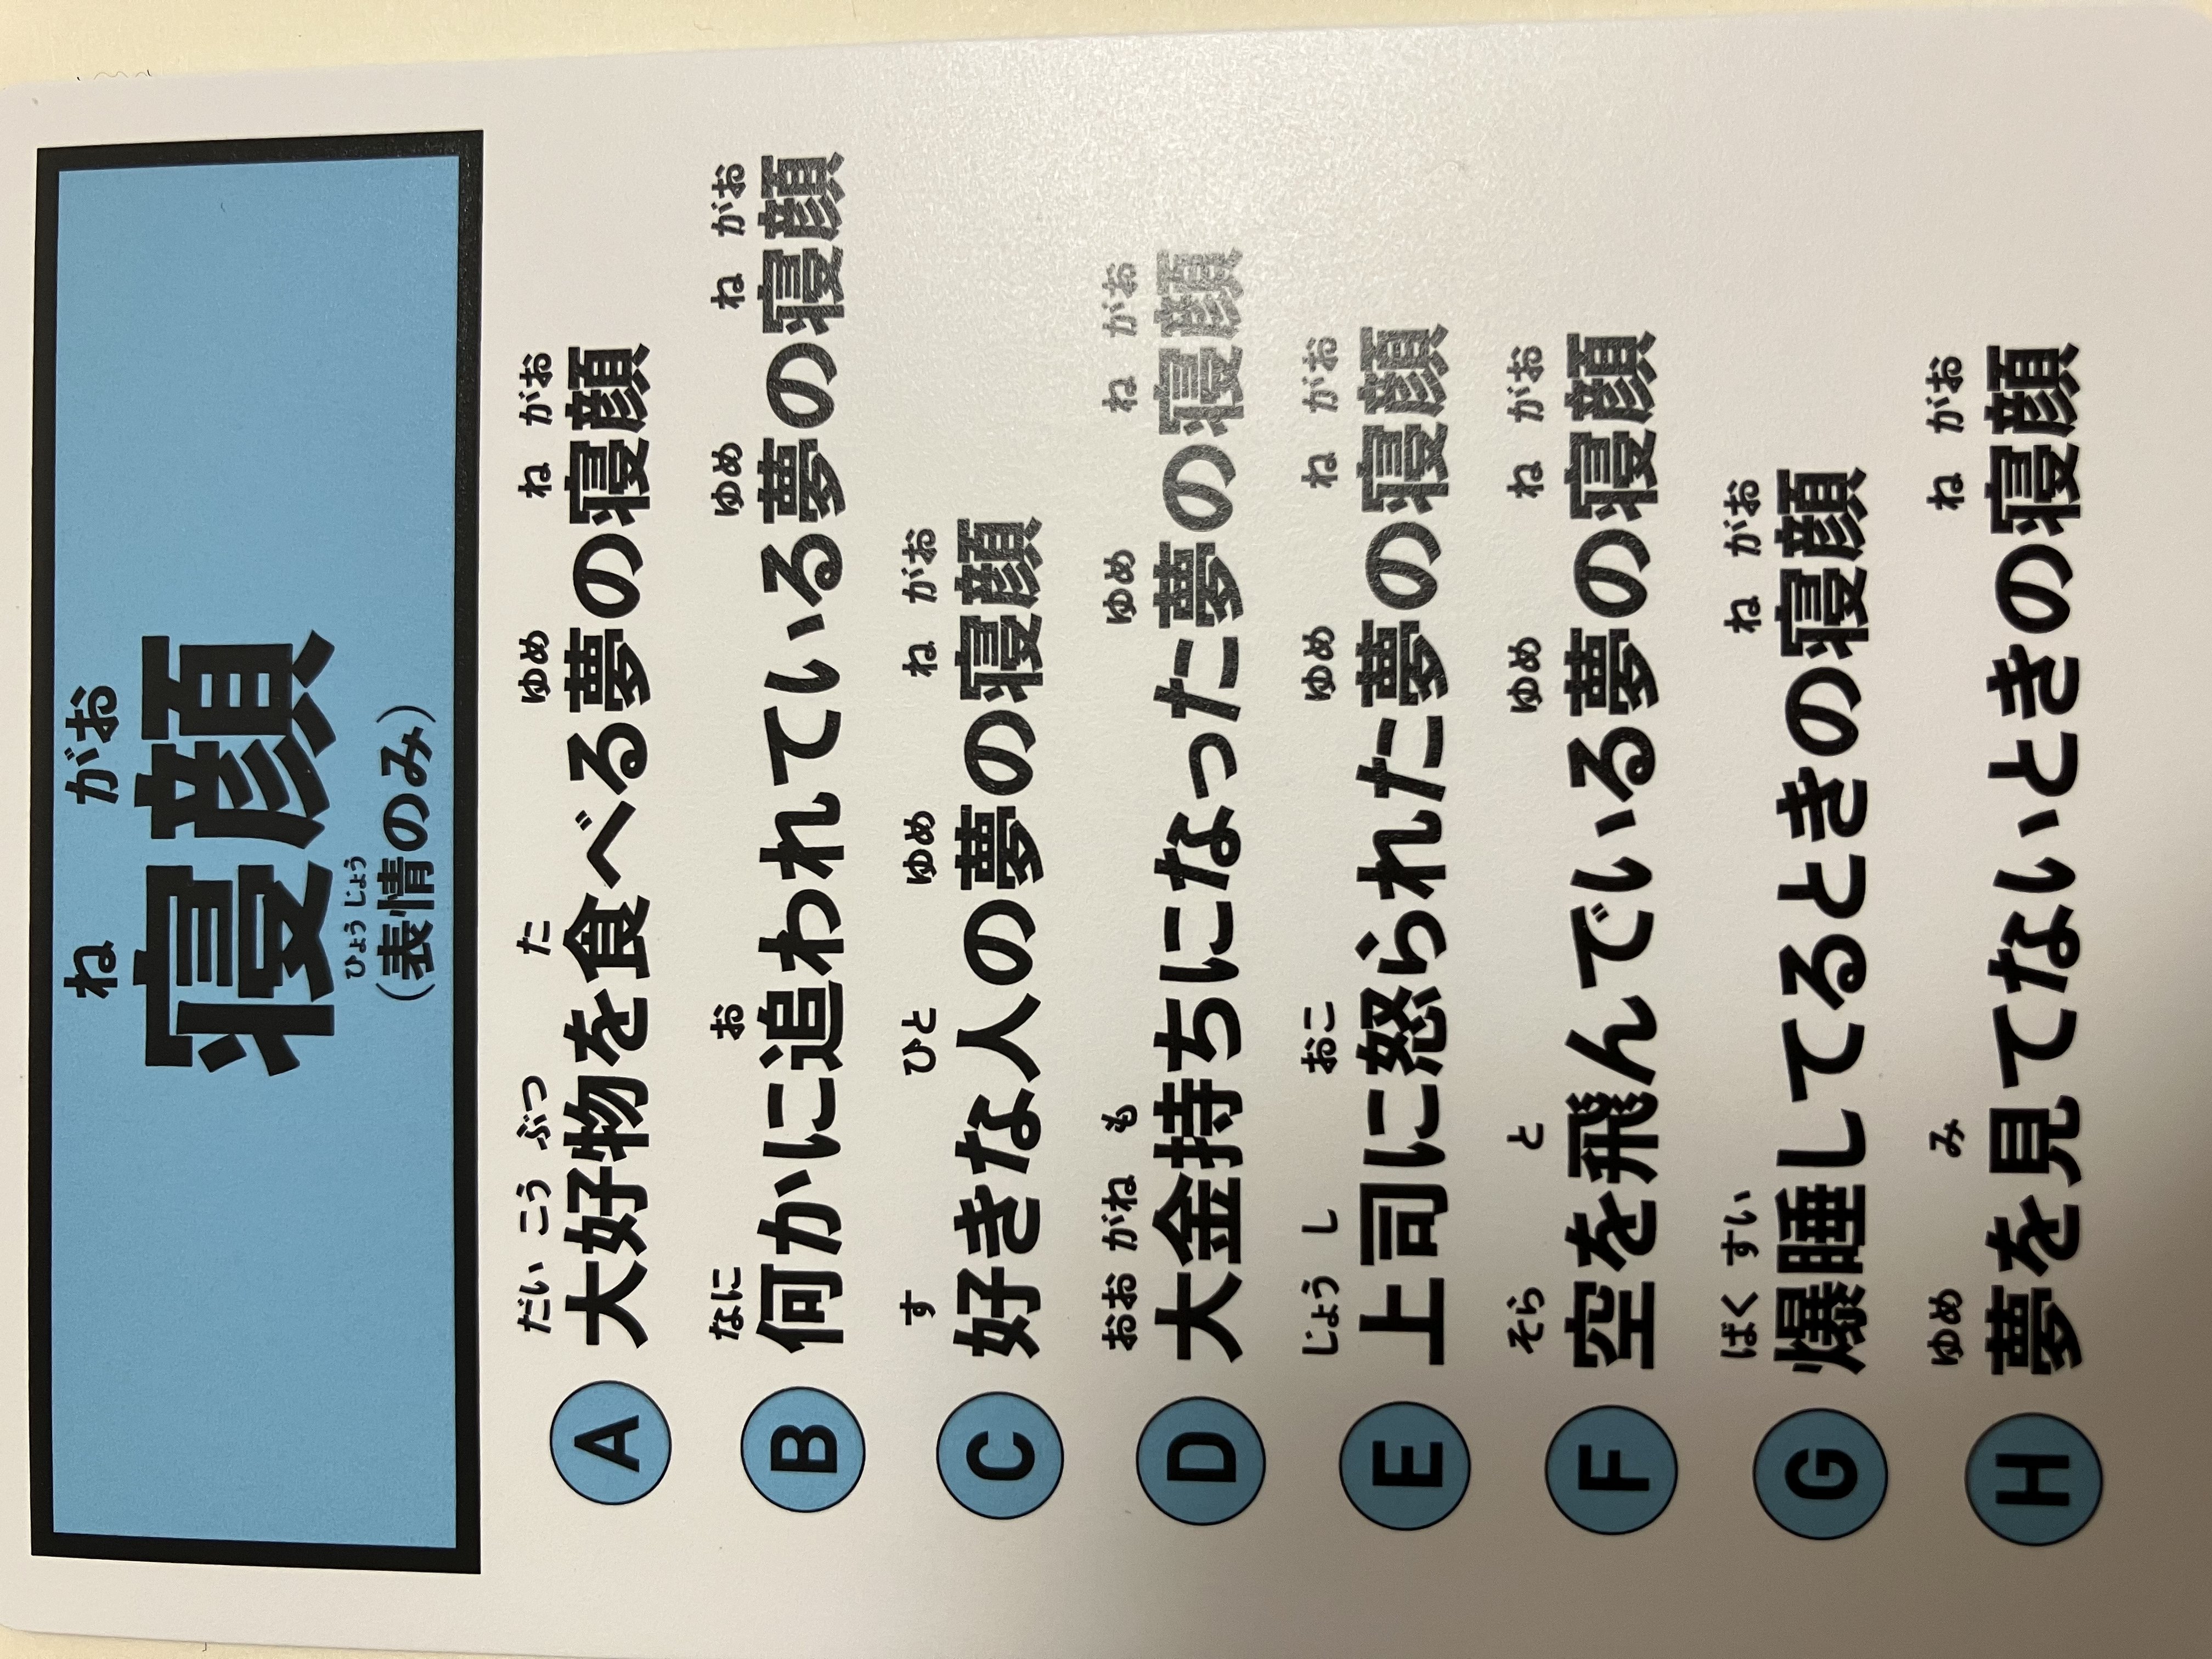 ね がお
寝顔
ひょう じょう
（表情のみ）
だい こう ぶつ た ゆめ ね がお
A 大好物を食べる夢の寝顔
なに お ゆめ ね がお
B 何かに追われている夢の寝顔
す ひと ゆめ ね がお
C 好きな人の夢の寝顔
おお がね も ゆめ ね がお
D 大金持ちになった夢の寝顔
じょう し おこ ゆめ ね がお
E 上司に怒られた夢の寝顔
そら と ゆめ ね がお
F 空を飛んでいる夢の寝顔
ばく すい ね がお
G 爆睡してるときの寝顔
ゆめ み ね がお
H 夢を見てないときの寝顔